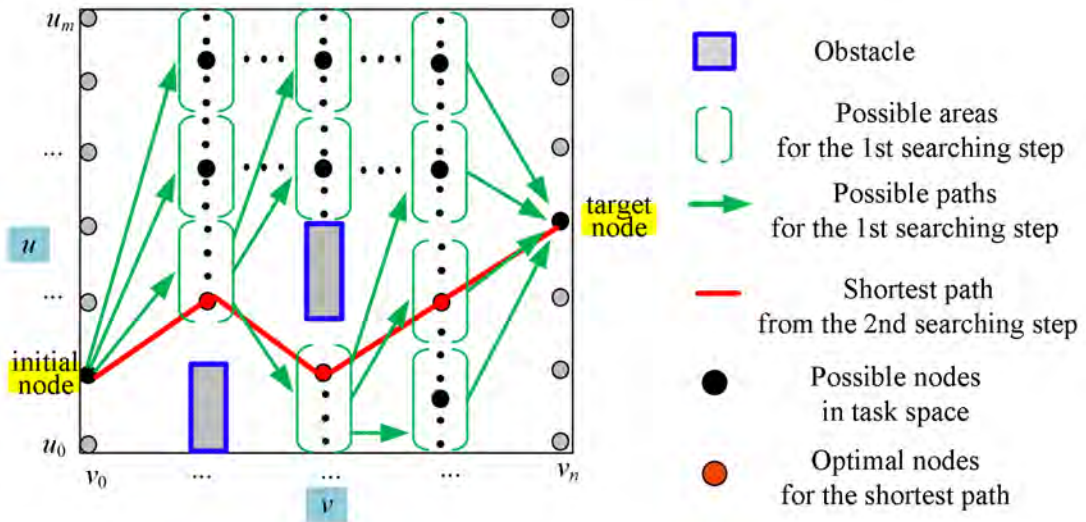 u_m
...
u
...
initial
node
u_0
v_0
...
...
...
v_n
v
target
node
Obstacle
Possible areas
for the 1st searching step
Possible paths
for the 1st searching step
Shortest path
from the 2nd searching step
Possible nodes
in task space
Optimal nodes
for the shortest path